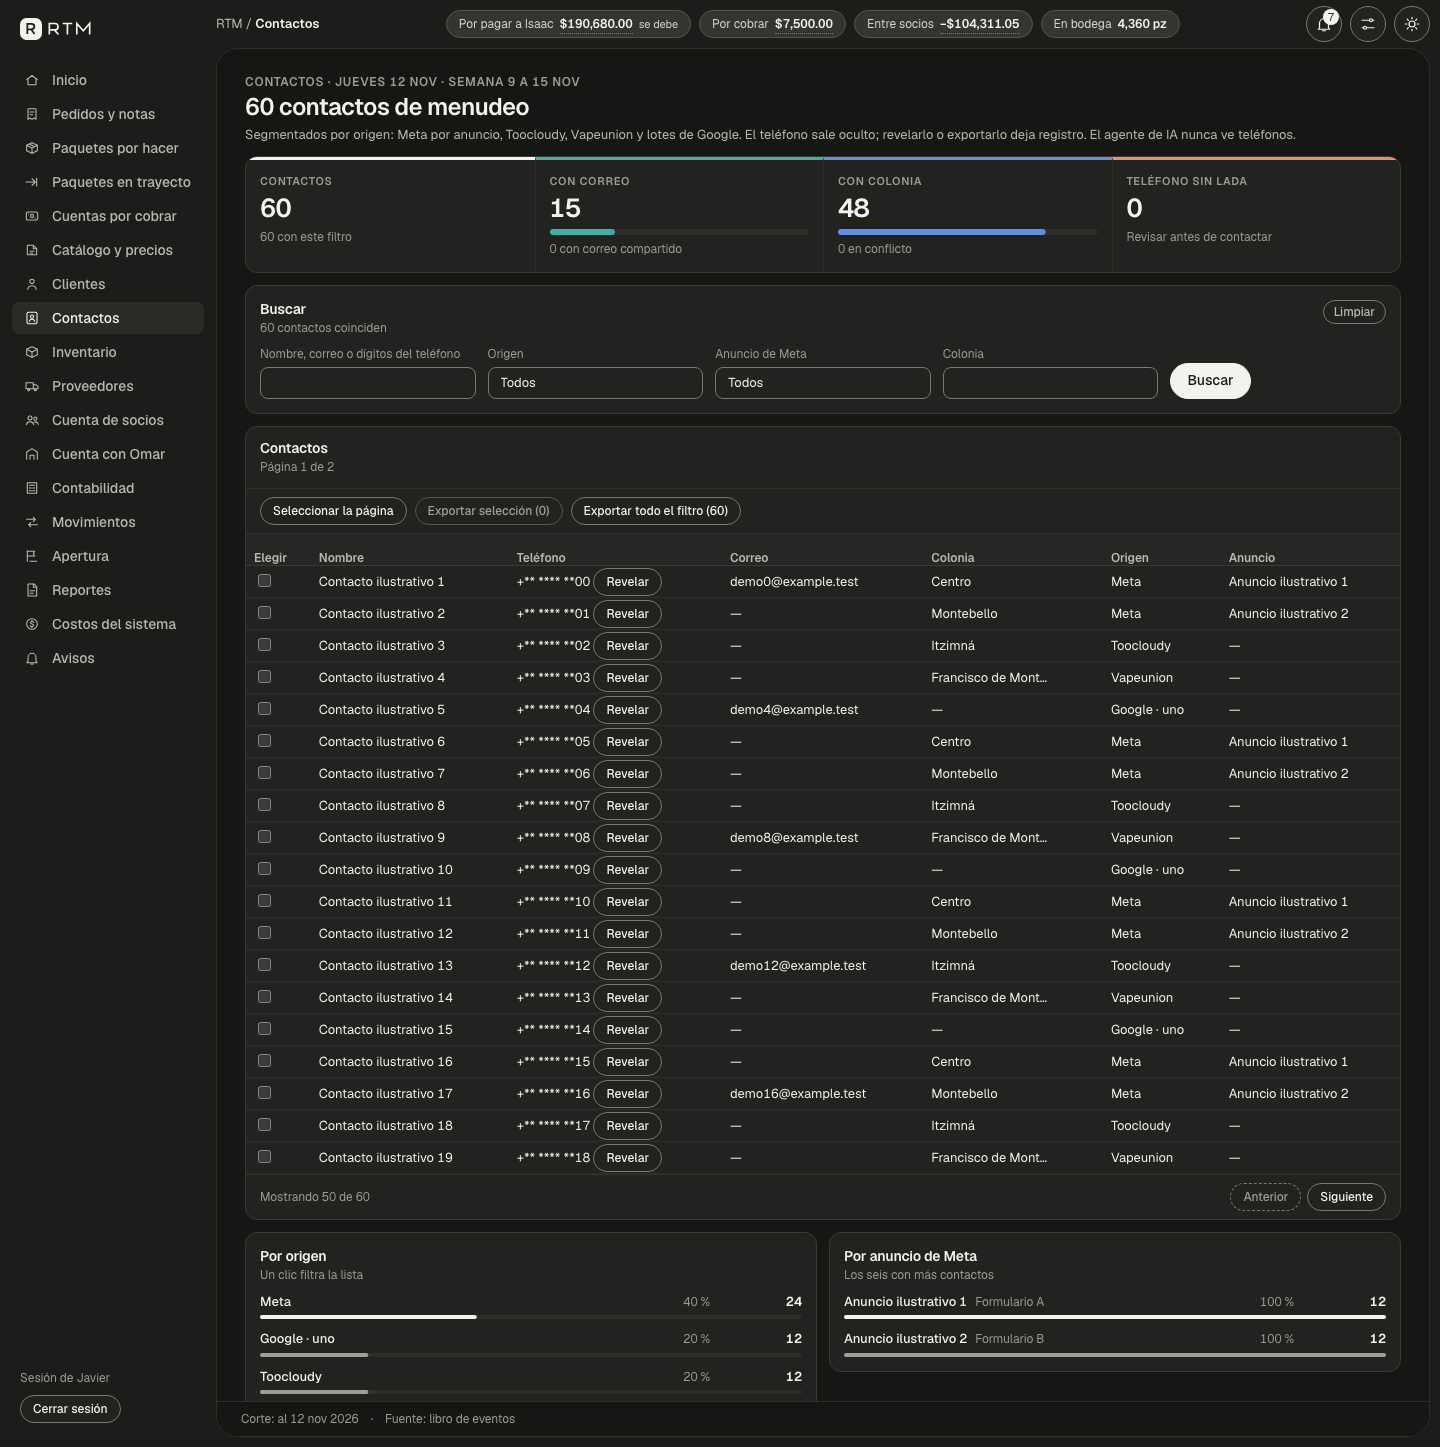 R RTM
Inicio
Pedidos y notas
Paquetes por hacer
Paquetes en trayecto
Cuentas por cobrar
Catálogo y precios
Clientes
Contactos
Inventario
Proveedores
Cuenta de socios
Cuenta con Omar
Contabilidad
Movimientos
Apertura
Reportes
Costos del sistema
Avisos
Sesión de Javier
Cerrar sesión
RTM / Contactos
Por pagar a Isaac $190,680.00 se debe
Por cobrar $7,500.00
Entre socios −$104,311.05
En bodega 4,360 pz
7
CONTACTOS · JUEVES 12 NOV · SEMANA 9 A 15 NOV
60 contactos de menudeo
Segmentados por origen: Meta por anuncio, Toocloudy, Vapeunion y lotes de Google. El teléfono sale oculto; revelarlo o exportarlo deja registro. El agente de IA nunca ve teléfonos.
CONTACTOS
60
60 con este filtro
CON CORREO
15
0 con correo compartido
CON COLONIA
48
0 en conflicto
TELÉFONO SIN LADA
0
Revisar antes de contactar
Buscar
60 contactos coinciden
Limpiar
Nombre, correo o dígitos del teléfono
Origen
Todos
Anuncio de Meta
Todos
Colonia
Buscar
Contactos
Página 1 de 2
Seleccionar la página
Exportar selección (0)
Exportar todo el filtro (60)
Elegir Nombre Teléfono Correo Colonia Origen Anuncio
Contacto ilustrativo 1 +** **** **00 Revelar demo0@example.test Centro Meta Anuncio ilustrativo 1
Contacto ilustrativo 2 +** **** **01 Revelar — Montebello Meta Anuncio ilustrativo 2
Contacto ilustrativo 3 +** **** **02 Revelar — Itzimná Toocloudy —
Contacto ilustrativo 4 +** **** **03 Revelar — Francisco de Mont… Vapeunion —
Contacto ilustrativo 5 +** **** **04 Revelar demo4@example.test — Google · uno —
Contacto ilustrativo 6 +** **** **05 Revelar — Centro Meta Anuncio ilustrativo 1
Contacto ilustrativo 7 +** **** **06 Revelar — Montebello Meta Anuncio ilustrativo 2
Contacto ilustrativo 8 +** **** **07 Revelar — Itzimná Toocloudy —
Contacto ilustrativo 9 +** **** **08 Revelar demo8@example.test Francisco de Mont… Vapeunion —
Contacto ilustrativo 10 +** **** **09 Revelar — — Google · uno —
Contacto ilustrativo 11 +** **** **10 Revelar — Centro Meta Anuncio ilustrativo 1
Contacto ilustrativo 12 +** **** **11 Revelar — Montebello Meta Anuncio ilustrativo 2
Contacto ilustrativo 13 +** **** **12 Revelar demo12@example.test Itzimná Toocloudy —
Contacto ilustrativo 14 +** **** **13 Revelar — Francisco de Mont… Vapeunion —
Contacto ilustrativo 15 +** **** **14 Revelar — — Google · uno —
Contacto ilustrativo 16 +** **** **15 Revelar — Centro Meta Anuncio ilustrativo 1
Contacto ilustrativo 17 +** **** **16 Revelar demo16@example.test Montebello Meta Anuncio ilustrativo 2
Contacto ilustrativo 18 +** **** **17 Revelar — Itzimná Toocloudy —
Contacto ilustrativo 19 +** **** **18 Revelar — Francisco de Mont… Vapeunion —
Mostrando 50 de 60
Anterior
Siguiente
Por origen
Un clic filtra la lista
Meta 40 % 24
Google · uno 20 % 12
Toocloudy 20 % 12
Por anuncio de Meta
Los seis con más contactos
Anuncio ilustrativo 1 Formulario A 100 % 12
Anuncio ilustrativo 2 Formulario B 100 % 12
Corte: al 12 nov 2026 · Fuente: libro de eventos